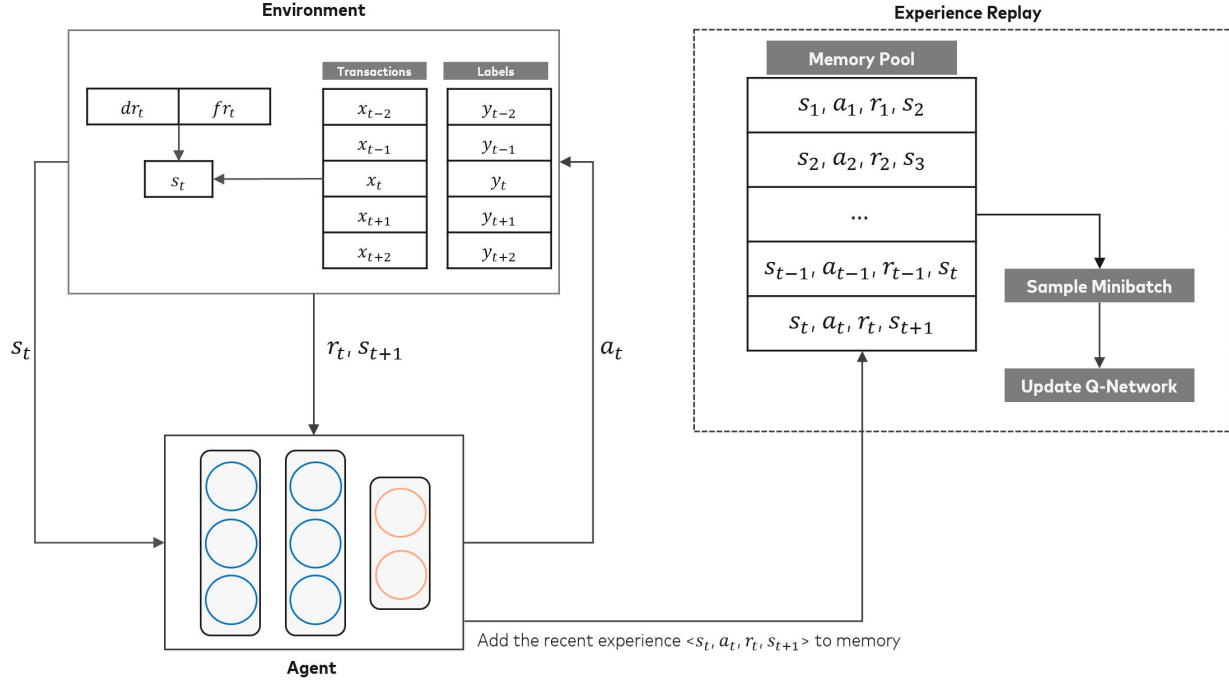 Environment
Transactions
Labels
dr_t
fr_t
s_t
x_{t-2}
x_{t-1}
x_t
x_{t+1}
x_{t+2}
y_{t-2}
y_{t-1}
y_t
y_{t+1}
y_{t+2}
s_t
r_t, s_{t+1}
a_t
Agent
Add the recent experience <s_t, a_t, r_t, s_{t+1}> to memory
Experience Replay
Memory Pool
s_1, a_1, r_1, s_2
s_2, a_2, r_2, s_3
...
s_{t-1}, a_{t-1}, r_{t-1}, s_t
s_t, a_t, r_t, s_{t+1}
Sample Minibatch
Update Q-Network